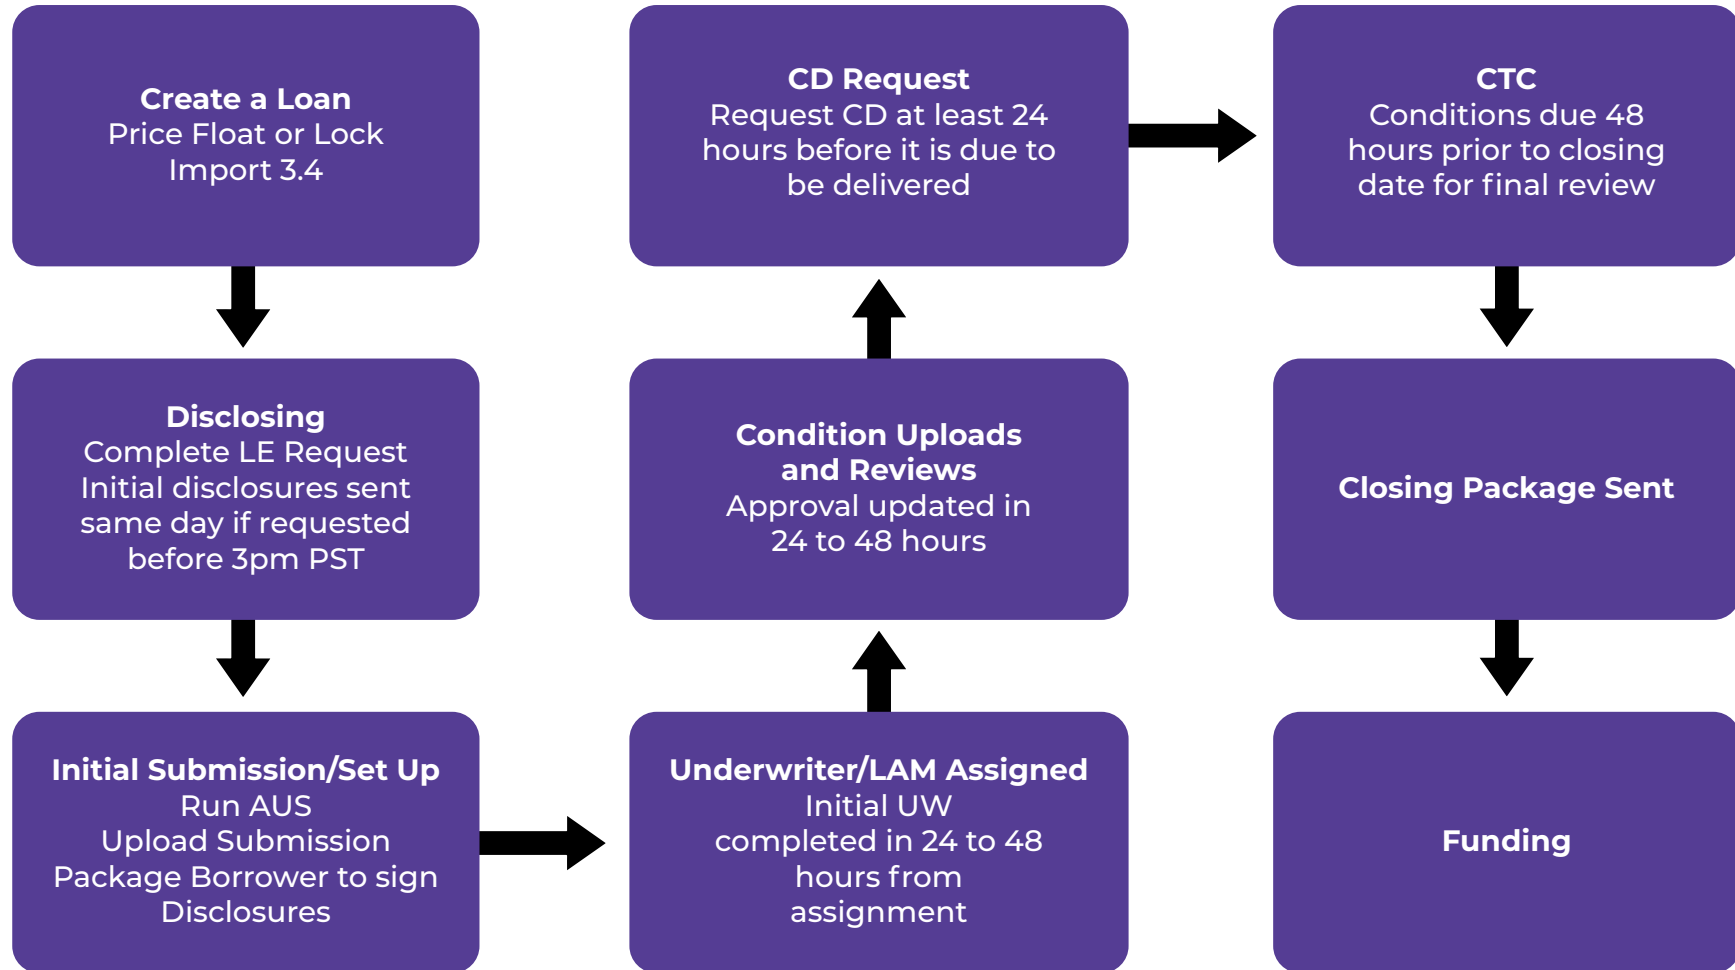 Create a Loan
Price Float or Lock
Import 3.4
Disclosing
Complete LE Request
Initial disclosures sent
same day if requested
before 3pm PST
Initial Submission/Set Up
Run AUS
Upload Submission
Package Borrower to sign
Disclosures
Underwriter/LAM Assigned
Initial UW
completed in 24 to 48
hours from
assignment
Condition Uploads
and Reviews
Approval updated in
24 to 48 hours
CD Request
Request CD at least 24
hours before it is due to
be delivered
CTC
Conditions due 48
hours prior to closing
date for final review
Closing Package Sent
Funding